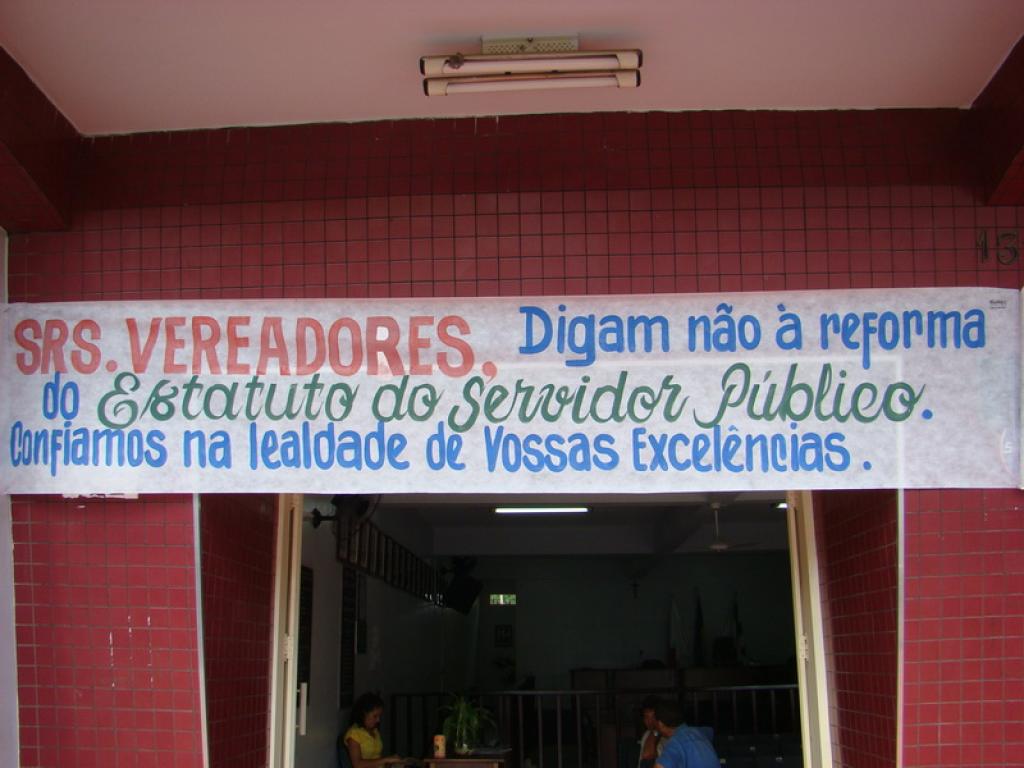 13
SRS. VEREADORES, Digam não à reforma
do Estatuto do Servidor Público.
Confiamos na lealdade de Vossas Excelências.